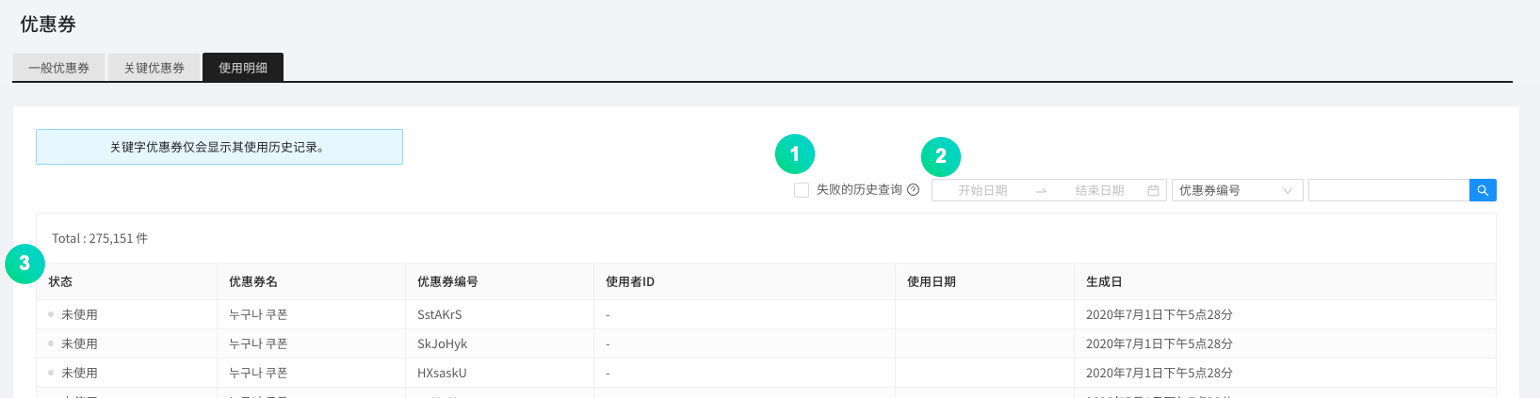 优惠券
一般优惠券 关键优惠券 使用明细
关键字优惠券仅会显示其使用历史记录。
1 2
失败的历史查询 ? 开始日期 → 结束日期 优惠券编号
Total : 275,151 件
3
状态 优惠券名 优惠券编号 使用者ID 使用日期 生成日
未使用 누구나 쿠폰 SstAKrS - 2020年7月1日下午5点28分
未使用 누구나 쿠폰 SkJoHyk - 2020年7月1日下午5点28分
未使用 누구나 쿠폰 HXsaskU - 2020年7月1日下午5点28分